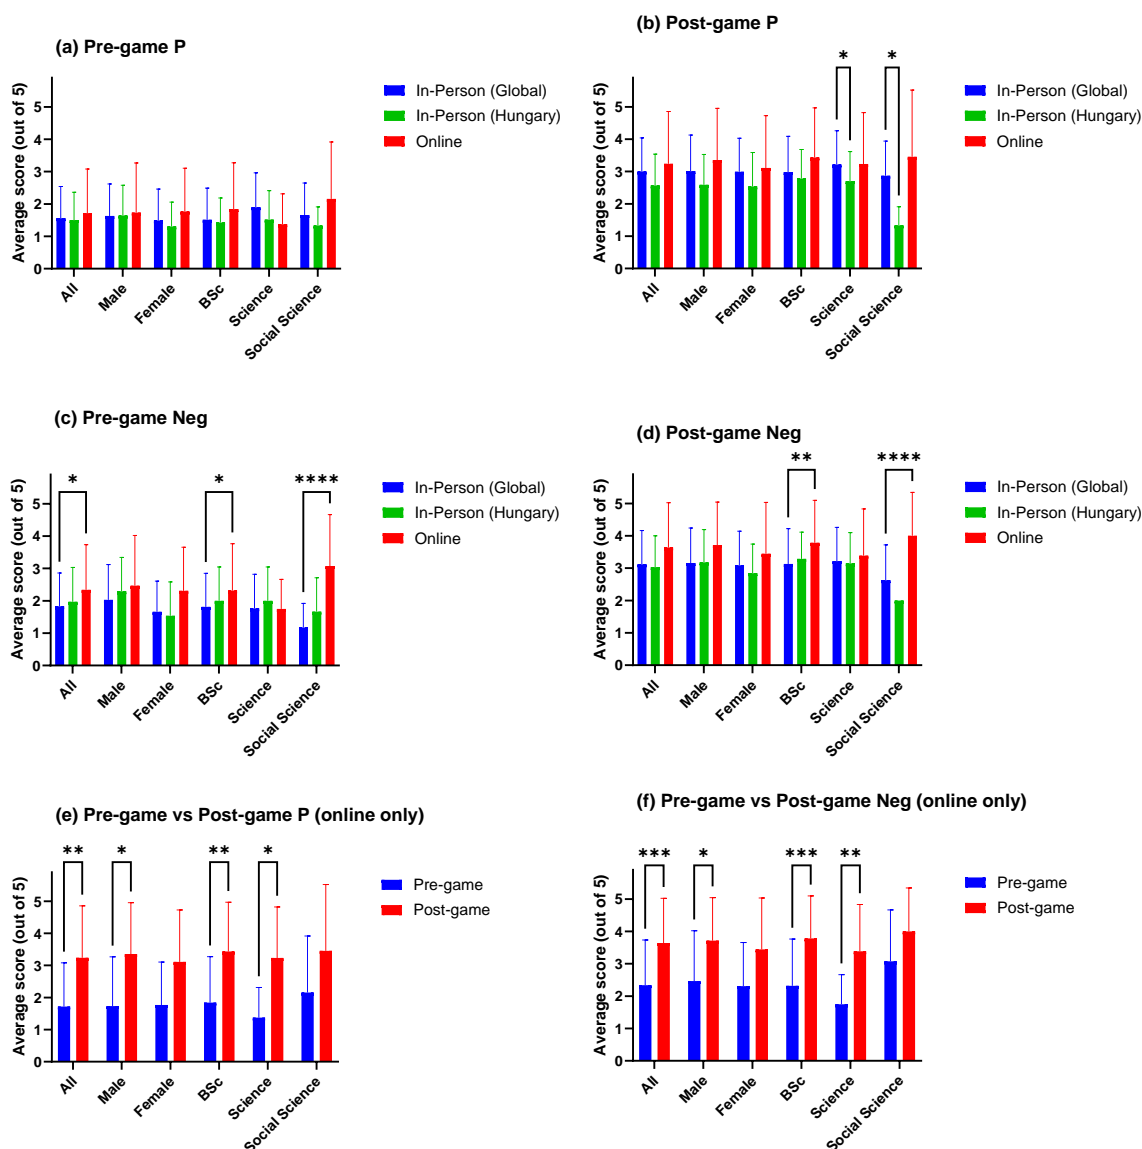 (a) Pre-game P
Average score (out of 5)
5
4
3
2
1
0
All
Male
Female
BSc
Science
Social Science
In-Person (Global)
In-Person (Hungary)
Online
(b) Post-game P
Average score (out of 5)
5
4
3
2
1
0
* *
All
Male
Female
BSc
Science
Social Science
In-Person (Global)
In-Person (Hungary)
Online
(c) Pre-game Neg
Average score (out of 5)
5
4
3
2
1
0
* * ****
All
Male
Female
BSc
Science
Social Science
In-Person (Global)
In-Person (Hungary)
Online
(d) Post-game Neg
Average score (out of 5)
5
4
3
2
1
0
** ****
All
Male
Female
BSc
Science
Social Science
In-Person (Global)
In-Person (Hungary)
Online
(e) Pre-game vs Post-game P (online only)
Average score (out of 5)
5
4
3
2
1
0
** * ** *
All
Male
Female
BSc
Science
Social Science
Pre-game
Post-game
(f) Pre-game vs Post-game Neg (online only)
Average score (out of 5)
5
4
3
2
1
0
*** * *** **
All
Male
Female
BSc
Science
Social Science
Pre-game
Post-game